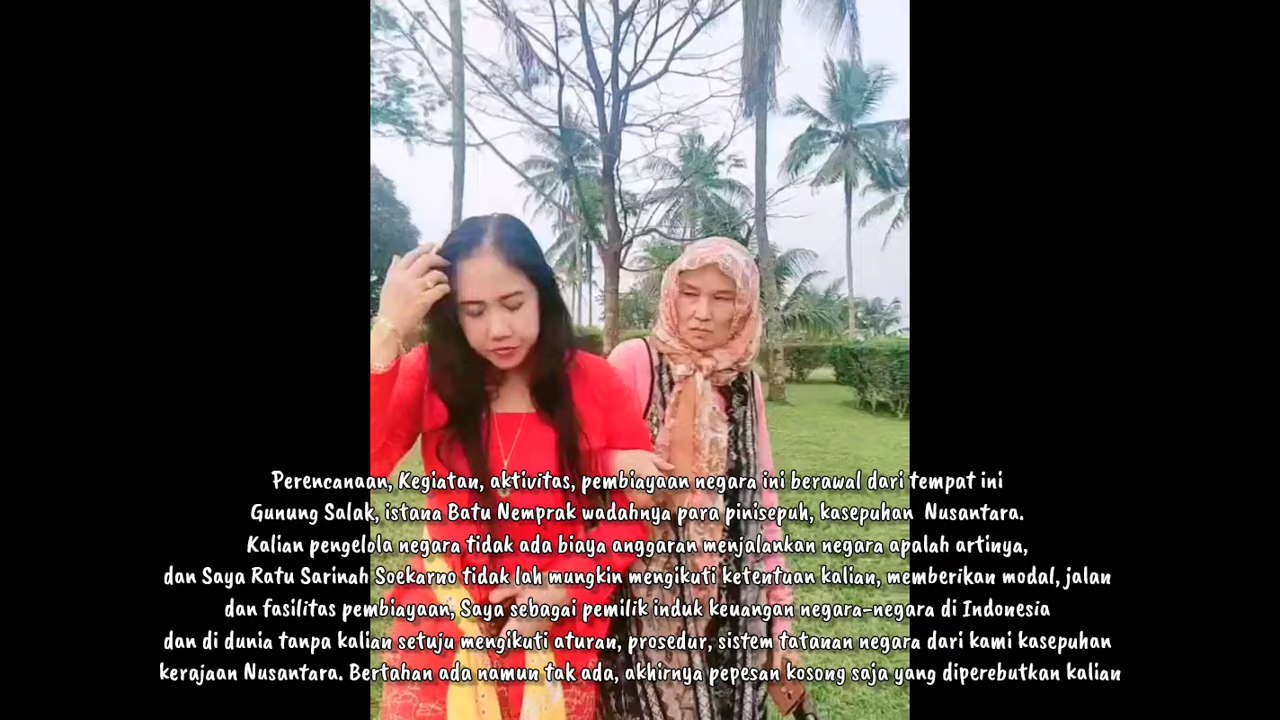 Perencanaan, Kegiatan, aktivitas, pembiayaan negara ini berawal dari tempat ini
Gunung Salak, istana Batu Nemprak wadahnya para pinisepuh, kasepuhan Nusantara.
Kalian pengelola negara tidak ada biaya anggaran menjalankan negara apalah artinya,
dan Saya Ratu Sarinah Soekarno tidak lah mungkin mengikuti ketentuan kalian, memberikan modal, jalan
dan fasilitas pembiayaan, Saya sebagai pemilik induk keuangan negara-negara di Indonesia
dan di dunia tanpa kalian setuju mengikuti aturan, prosedur, sistem tatanan negara dari kami kasepuhan
kerajaan Nusantara. Bertahan ada namun tak ada, akhirnya pepesan kosong saja yang diperebutkan kalian